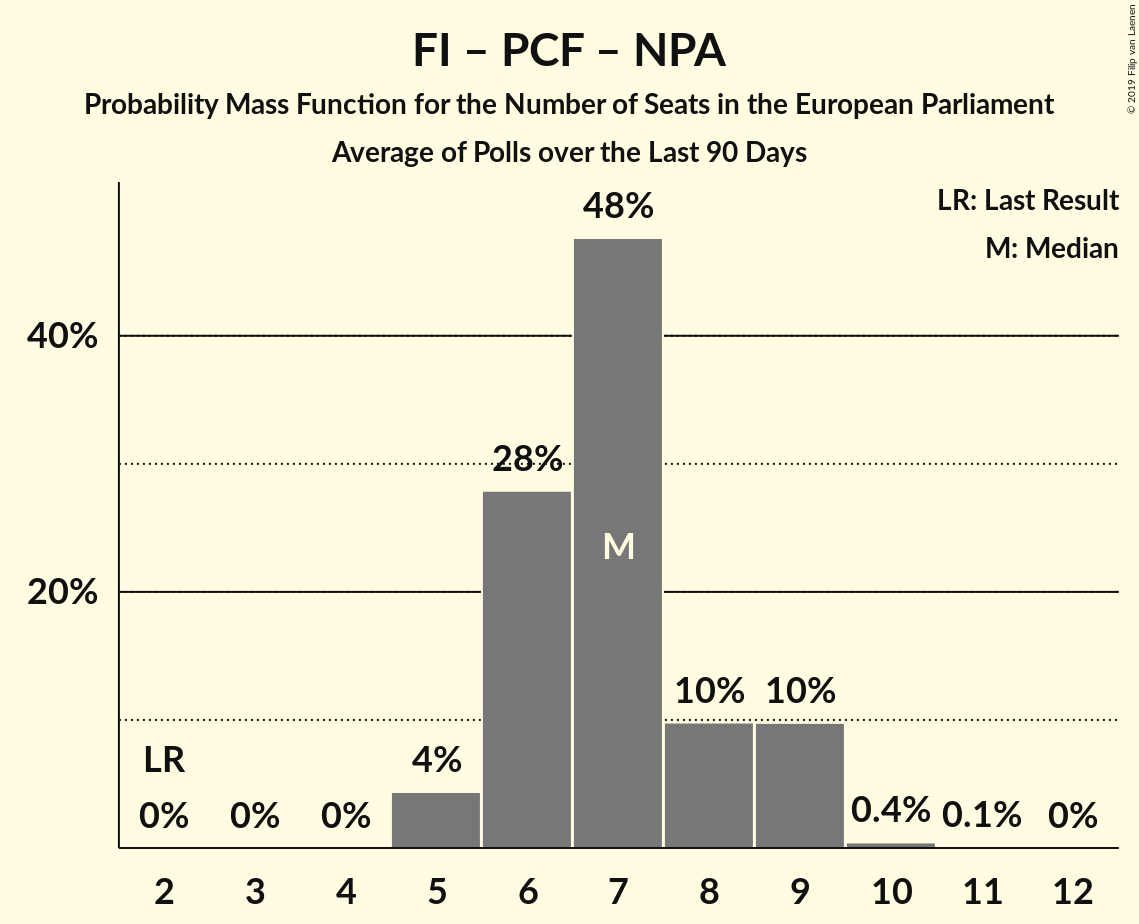 FI – PCF – NPA
Probability Mass Function for the Number of Seats in the European Parliament
Average of Polls over the Last 90 Days
© 2019 Filip van Laenen
LR: Last Result
M: Median
48%
40%
28%
M
20%
10% 10%
LR
4%
0% 0% 0% 0.4% 0.1% 0%
2 3 4 5 6 7 8 9 10 11 12